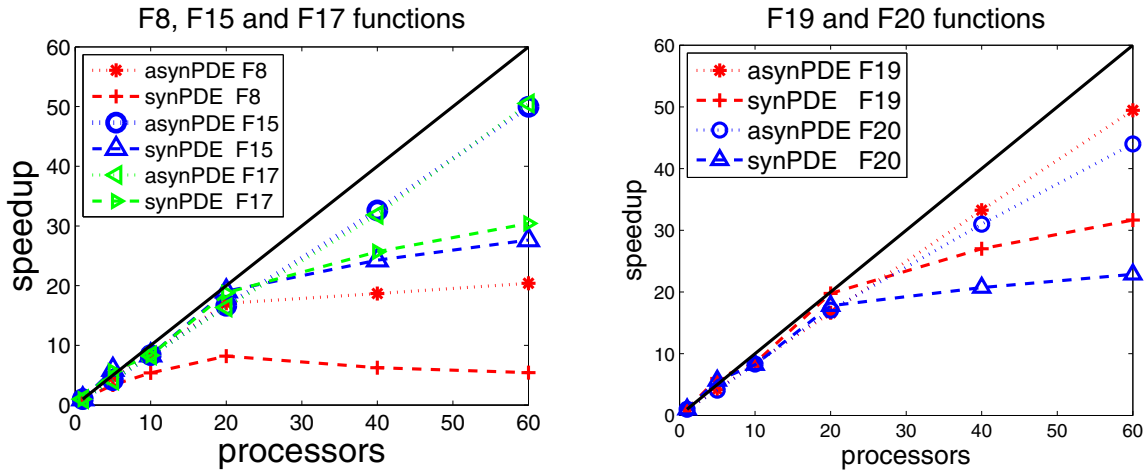 F8, F15 and F17 functions
60
50
40
30
20
10
0
speedup
asynPDE F8
synPDE F8
asynPDE F15
synPDE F15
asynPDE F17
synPDE F17
0 10 20 30 40 50 60
processors
F19 and F20 functions
60
50
40
30
20
10
0
speedup
asynPDE F19
synPDE F19
asynPDE F20
synPDE F20
0 10 20 30 40 50 60
processors